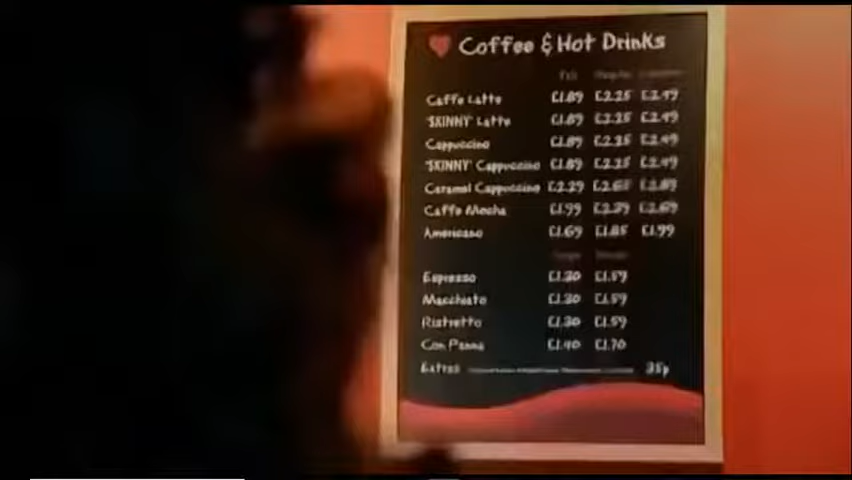 Coffee & Hot Drinks
Caffe Latte £1.89 £2.25 £2.49
'SKINNY' Latte £1.89 £2.25 £2.49
Cappuccino £1.89 £2.25 £2.49
'SKINNY' Cappuccino £1.89 £2.25 £2.49
Caramel Cappuccino £2.29 £2.65 £2.89
Caffe Mocha £1.99 £2.39 £2.69
Americano £1.69 £1.85 £1.99
Espresso £1.30 £1.59
Macchiato £1.30 £1.59
Ristretto £1.30 £1.59
Con Panna £1.40 £1.70
Extras 35p